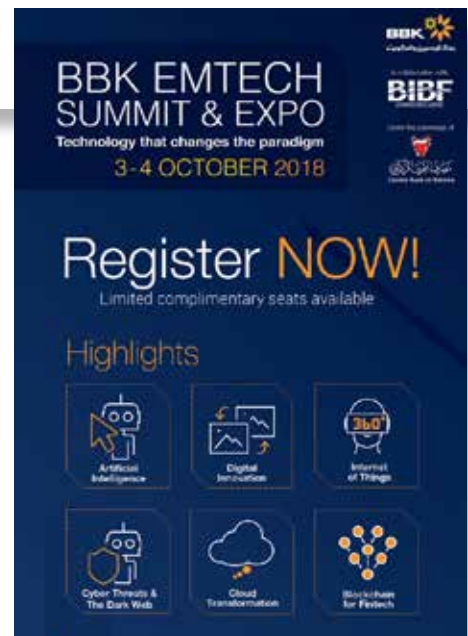 BBK
BBK EMTECH
SUMMIT & EXPO
Technology that changes the paradigm
3-4 OCTOBER 2018
BIBF
Register NOW!
Limited complimentary seats available
Highlights
Artificial
Intelligence
Digital
Innovation
360°
Internet
of Things
Cyber Threats &
The Dark Web
Cloud
Transformation
Blockchain
for Fintech